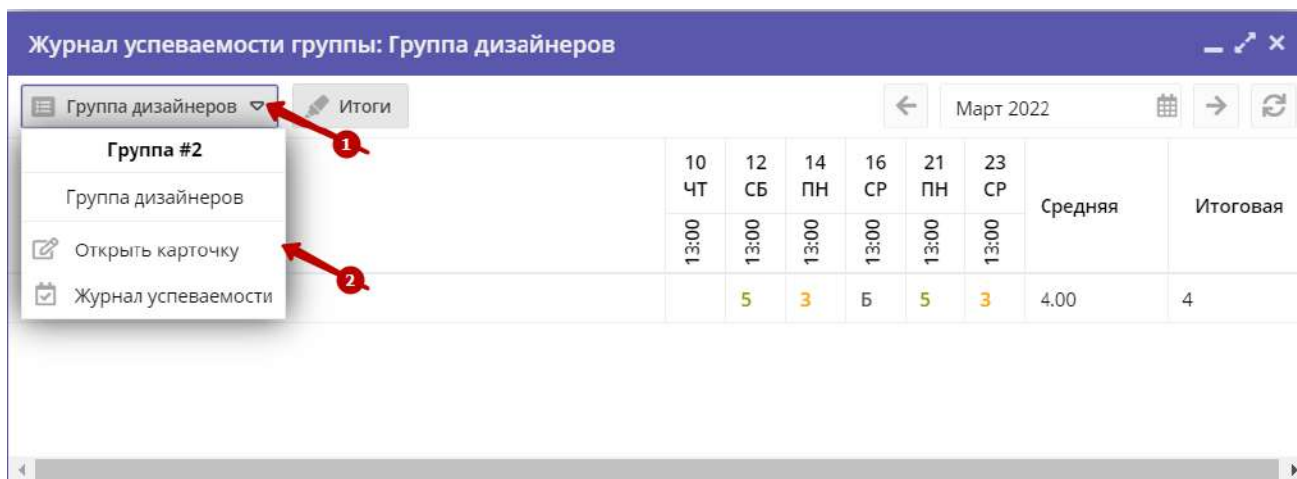 Журнал успеваемости группы: Группа дизайнеров
Группа дизайнеров Итоги Март 2022
1
Группа #2
Группа дизайнеров
Открыть карточку
2
Журнал успеваемости
10 12 14 16 21 23
ЧТ СБ ПН СР ПН СР Средняя Итоговая
13:00 13:00 13:00 13:00 13:00 13:00
5 3 Б 5 3 4.00 4